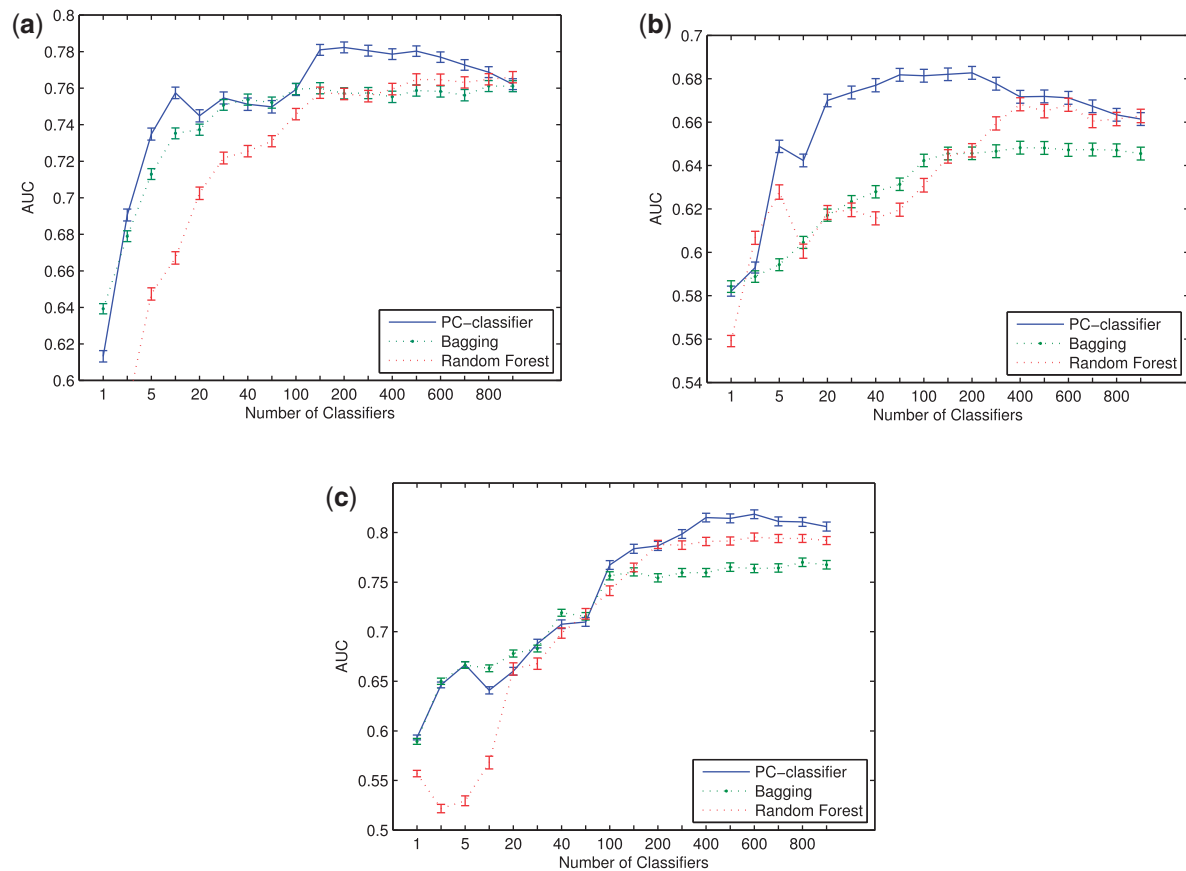 (a)
0.8
0.78
0.76
0.74
0.72
0.7
0.68
0.66
0.64
0.62
0.6
AUC
1 5 20 40 100 200 400 600 800
Number of Classifiers
PC-classifier
Bagging
Random Forest
(b)
0.7
0.68
0.66
0.64
0.62
0.6
0.58
0.56
0.54
AUC
1 5 20 40 100 200 400 600 800
Number of Classifiers
PC-classifier
Bagging
Random Forest
(c)
0.8
0.75
0.7
0.65
0.6
0.55
0.5
AUC
1 5 20 40 100 200 400 600 800
Number of Classifiers
PC-classifier
Bagging
Random Forest